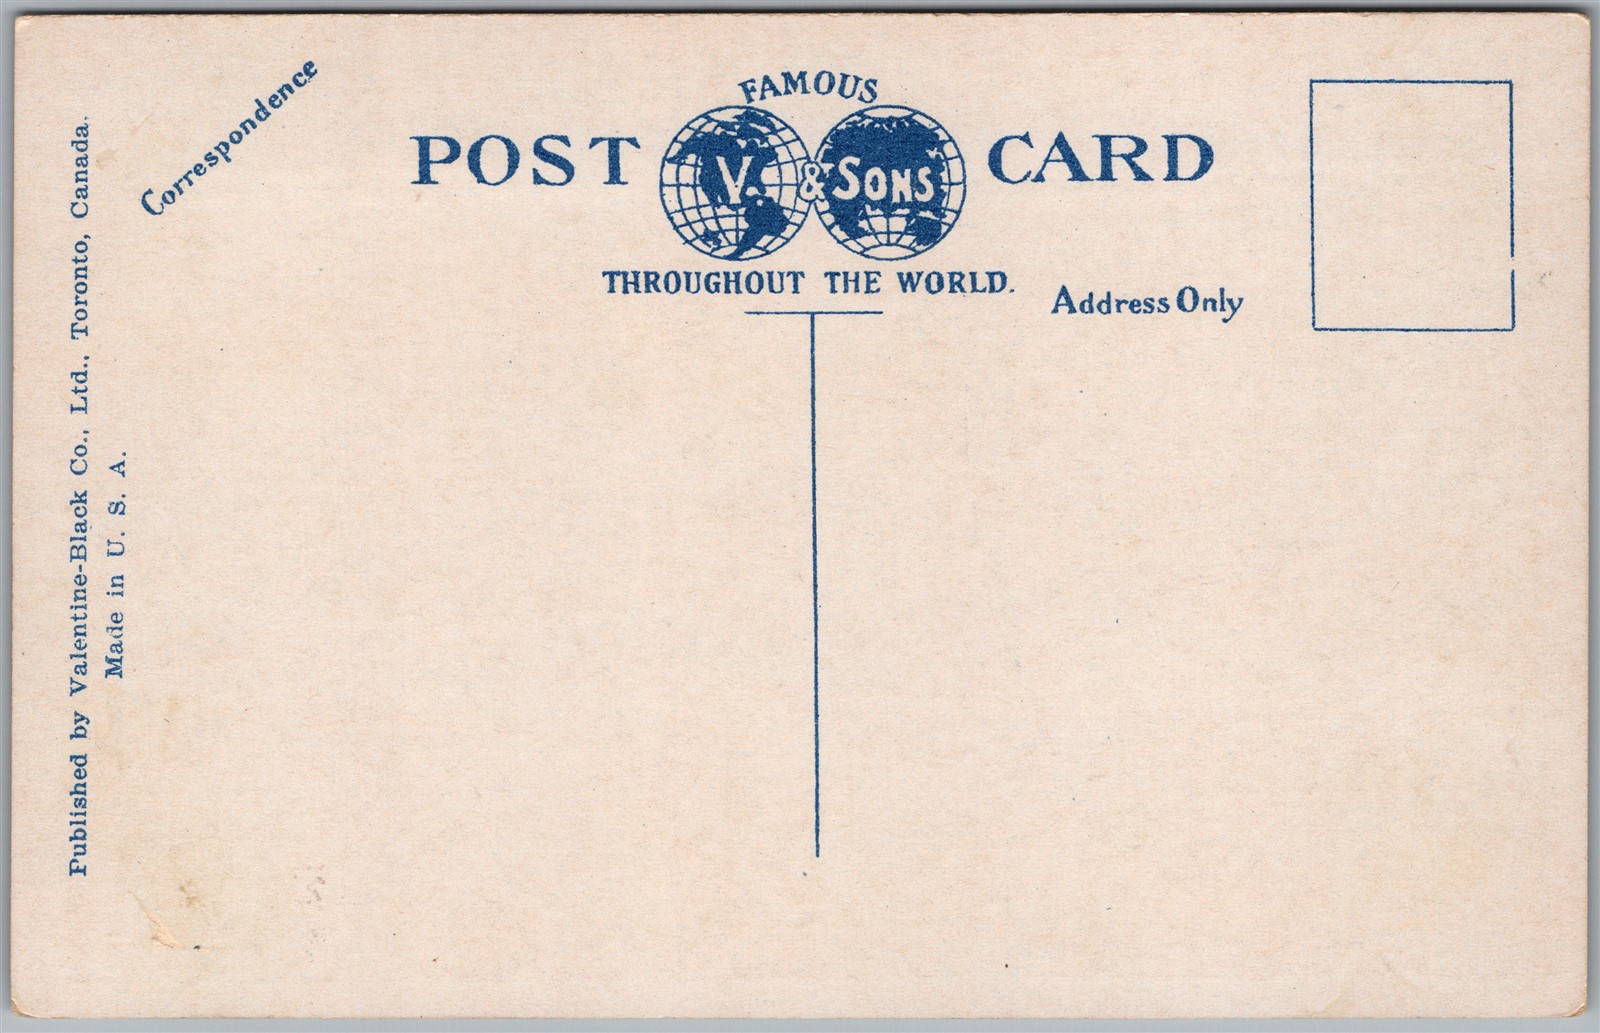 Correspondence
FAMOUS
POST V. & SONS CARD
THROUGHOUT THE WORLD.
Address Only
Published by Valentine-Black Co., Ltd., Toronto, Canada.
Made in U. S. A.